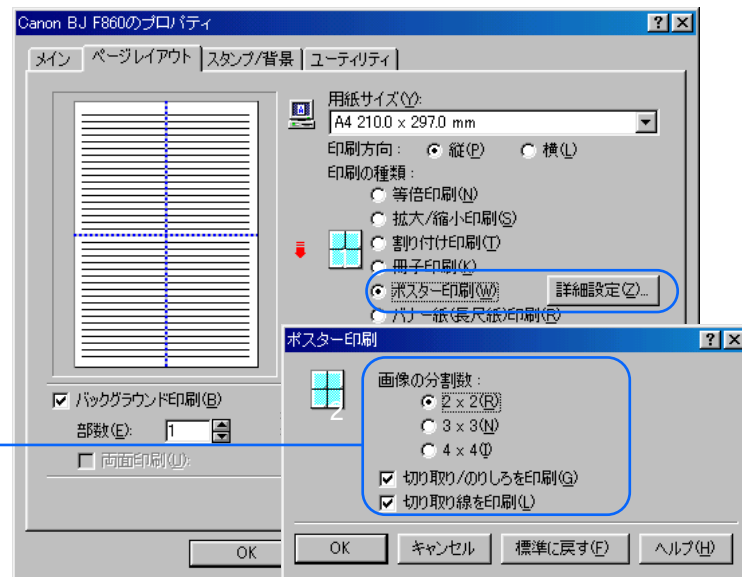 Canon BJ F860のプロパティ
メイン ページレイアウト スタンプ/背景 ユーティリティ
用紙サイズ(Y):
A4 210.0 x 297.0 mm
印刷方向: 縦(P) 横(L)
印刷の種類:
等倍印刷(N)
拡大/縮小印刷(S)
割り付け印刷(T)
冊子印刷(K)
ポスター印刷(W) 詳細設定(Z)...
バナー紙(長尺紙)印刷(R)
バックグラウンド印刷(B)
部数(E): 1
両面印刷(U):
OK
ポスター印刷
2
画像の分割数:
2 x 2(R)
3 x 3(N)
4 x 4(I)
切り取り/のりしろを印刷(G)
切り取り線を印刷(L)
OK キャンセル 標準に戻す(F) ヘルプ(H)